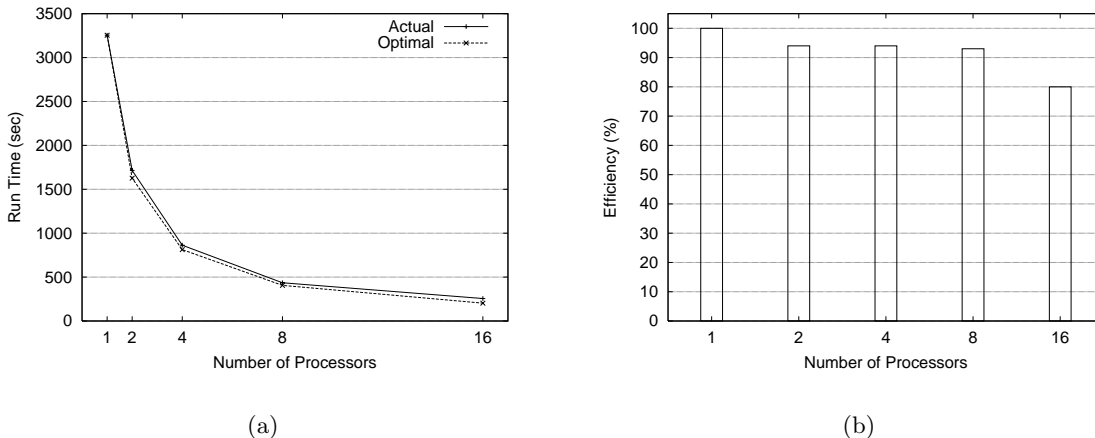 3500
3000
2500
2000
1500
1000
500
0
Run Time (sec)
Actual
Optimal
1 2 4 8 16
Number of Processors
(a)
100
90
80
70
60
50
40
30
20
10
0
Efficiency (%)
1 2 4 8 16
Number of Processors
(b)